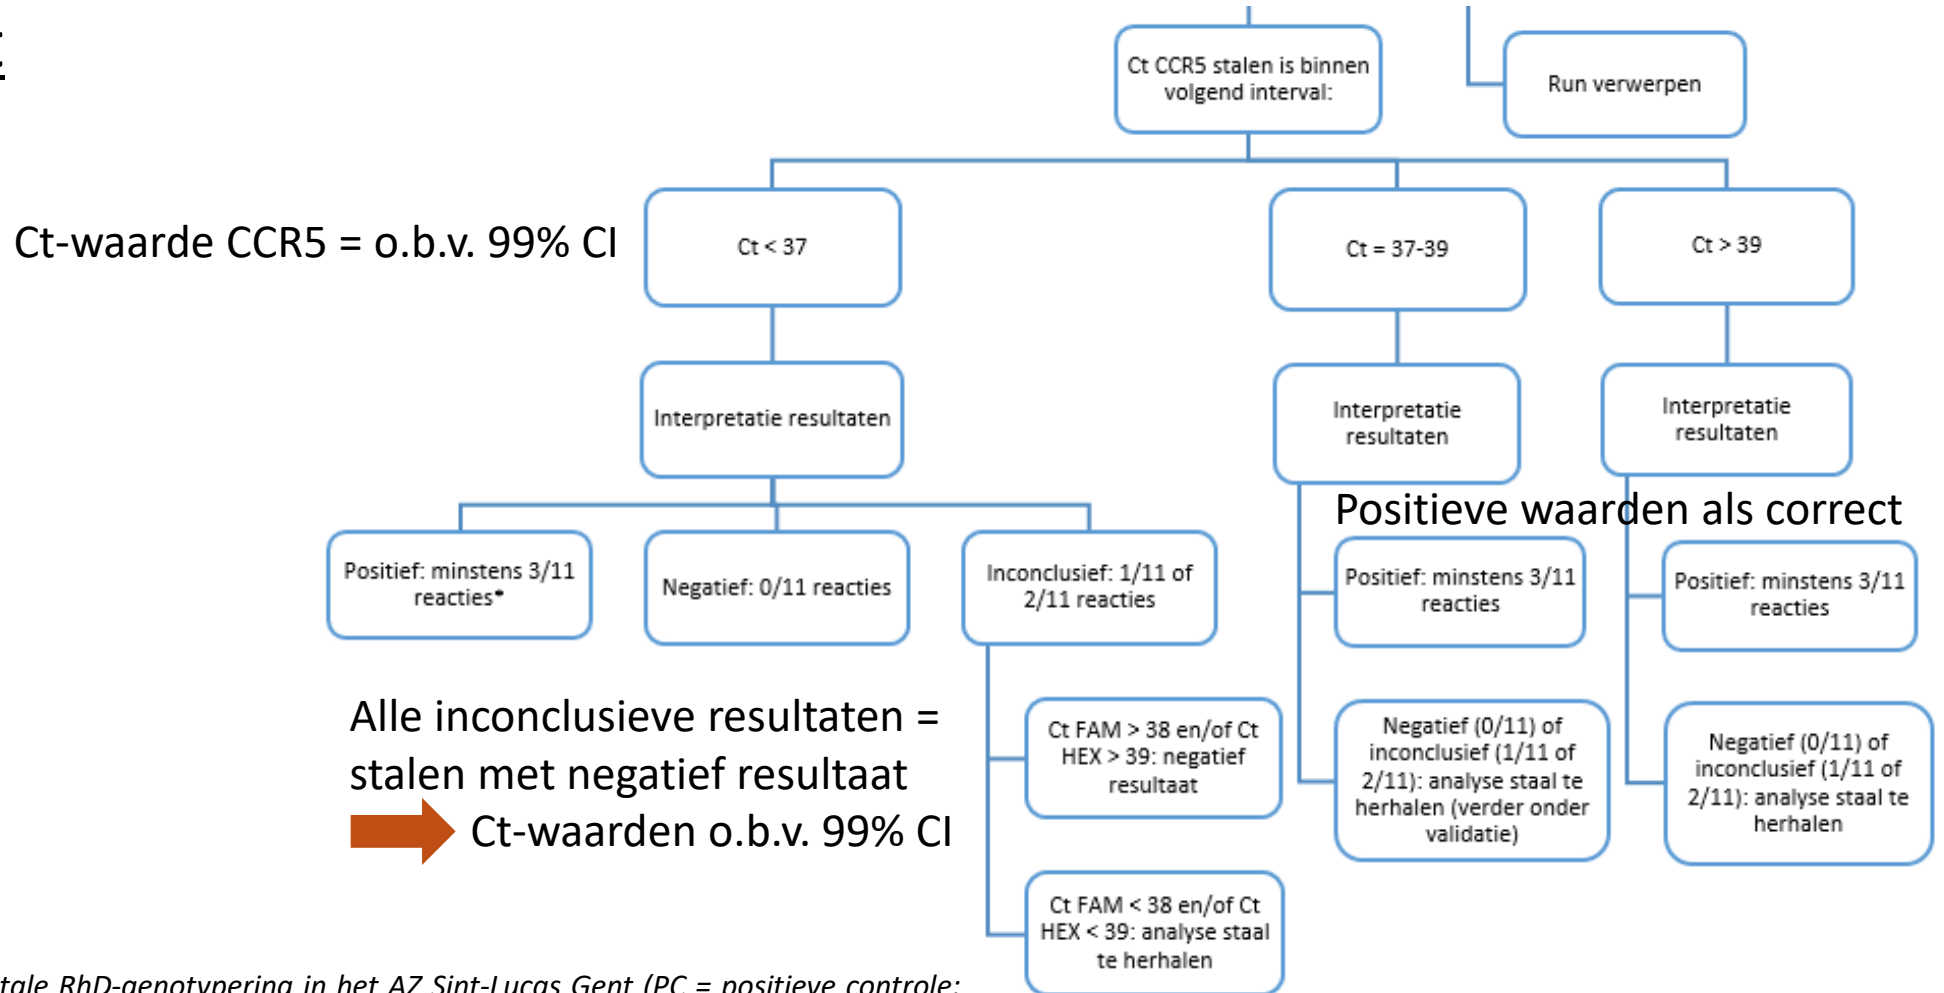 Ct CCR5 stalen is binnen
volgend interval:
Run verwerpen
Ct-waarde CCR5 = o.b.v. 99% CI
Ct < 37
Ct = 37-39
Ct > 39
Interpretatie resultaten
Interpretatie
resultaten
Interpretatie
resultaten
Positieve waarden als correct
Positief: minstens 3/11
reacties*
Negatief: 0/11 reacties
Inconclusief: 1/11 of
2/11 reacties
Positief: minstens 3/11
reacties
Positief: minstens 3/11
reacties
Alle inconclusieve resultaten =
stalen met negatief resultaat
Ct-waarden o.b.v. 99% CI
Ct FAM > 38 en/of Ct
HEX > 39: negatief
resultaat
Negatief (0/11) of
inconclusief (1/11 of
2/11): analyse staal te
herhalen (verder onder
validatie)
Negatief (0/11) of
inconclusief (1/11 of
2/11): analyse staal te
herhalen
Ct FAM < 38 en/of Ct
HEX < 39: analyse staal
te herhalen
tale RhD-genotypering in het AZ Sint-Lucas Gent (PC = positieve controle;